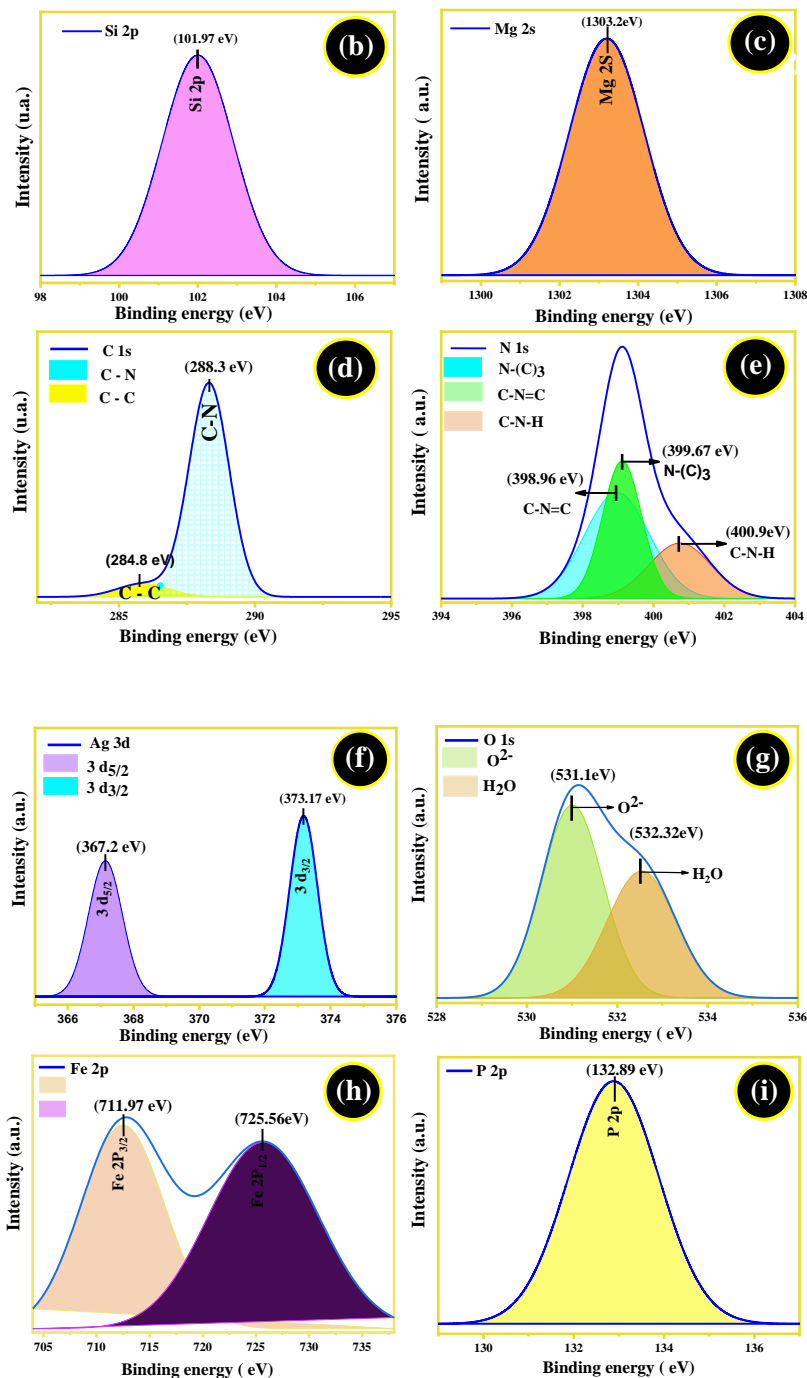 Si 2p
(101.97 eV)
(b)
Si 2p
Intensity (u.a.)
98 100 102 104 106
Binding energy (eV)
Mg 2s
(1303.2eV)
(c)
Mg 2S
Intensity ( a.u.)
1300 1302 1304 1306 1308
Binding energy (eV)
C 1s
C - N
C - C
(288.3 eV)
(d)
C-N
(284.8 eV)
C - C
Intensity (u.a.)
285 290 295
Binding energy (eV)
N 1s
N-(C)3
C-N=C
C-N-H
(e)
(399.67 eV)
N-(C)3
(398.96 eV)
C-N=C
(400.9eV)
C-N-H
Intensity ( a.u.)
394 396 398 400 402 404
Binding energy (eV)
Ag 3d
3 d5/2
3 d3/2
(f)
(373.17 eV)
(367.2 eV)
3 d5/2
3 d3/2
Intensity (a.u.)
366 368 370 372 374 376
Binding energy (eV)
O 1s
O2-
H2O
(g)
(531.1eV)
O2-
(532.32eV)
H2O
Intensity (a.u.)
528 530 532 534 536
Binding energy ( eV)
Fe 2p
(h)
(711.97 eV)
(725.56eV)
Fe 2P3/2
Fe 2P1/2
Intensity (a.u.)
705 710 715 720 725 730 735
Binding energy ( eV)
P 2p
(132.89 eV)
(i)
P 2p
Intensity (a.u.)
130 132 134 136
Binding energy ( eV)